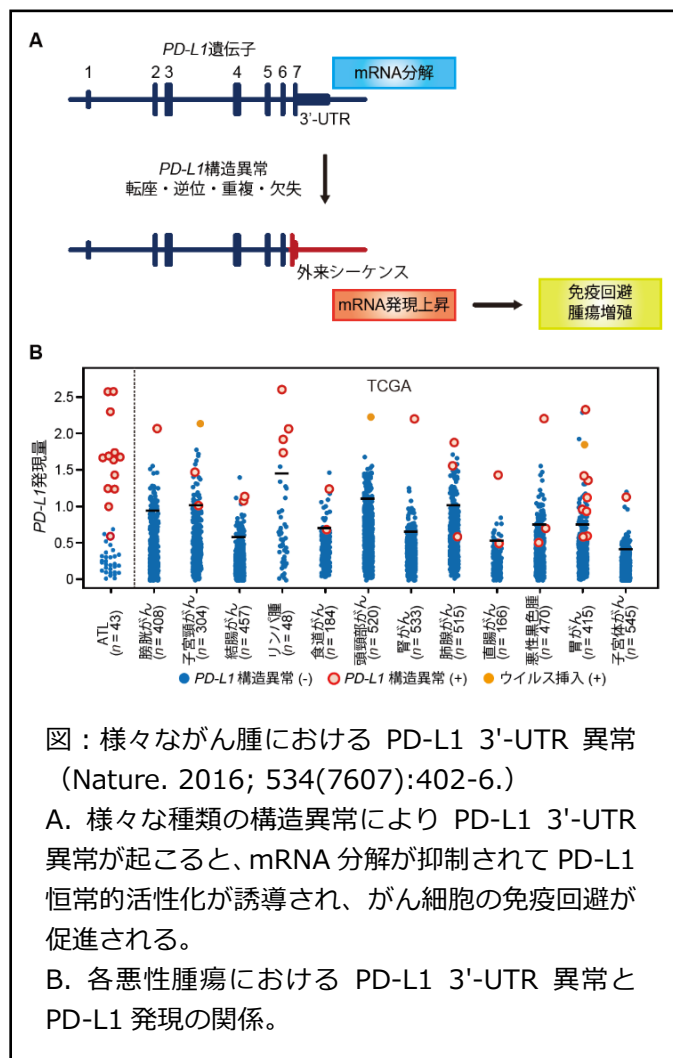 A
PD-L1遺伝子
mRNA分解
1 2 3 4 5 6 7
3'-UTR
PD-L1構造異常
転座・逆位・重複・欠失
外来シーケンス
mRNA発現上昇
免疫回避
腫瘍増殖
B
TCGA
PD-L1発現量
2.5
2.0
1.5
1.0
0.5
0
ATL
(n = 43)
膀胱がん
(n = 408)
子宮頸がん
(n = 304)
結腸がん
(n = 457)
リンパ腫
(n = 48)
食道がん
(n = 184)
頭頸部がん
(n = 520)
腎がん
(n = 533)
肺腺がん
(n = 515)
直腸がん
(n = 166)
悪性黒色腫
(n = 470)
胃がん
(n = 415)
子宮体がん
(n = 545)
PD-L1 構造異常 (-) PD-L1 構造異常 (+) ウイルス挿入 (+)
図：様々ながん腫における PD-L1 3'-UTR 異常
（Nature. 2016; 534(7607):402-6.）
A. 様々な種類の構造異常により PD-L1 3'-UTR
異常が起こると、mRNA 分解が抑制されて PD-L1
恒常的活性化が誘導され、がん細胞の免疫回避が
促進される。
B. 各悪性腫瘍における PD-L1 3'-UTR 異常と
PD-L1 発現の関係。